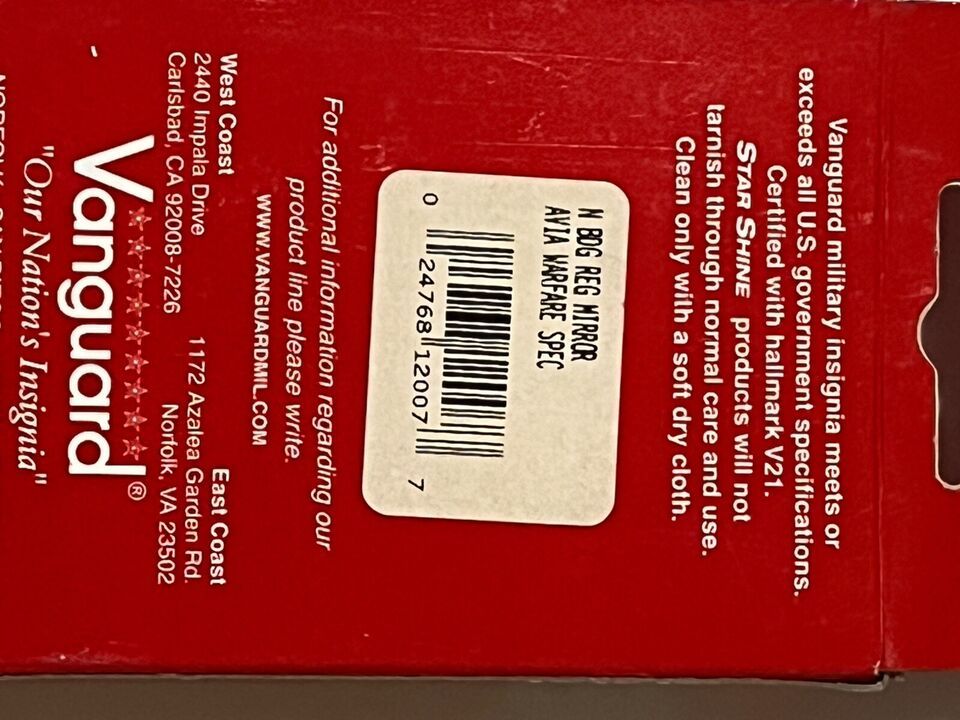 Vanguard military insignia meets or
exceeds all U.S. government specifications.
Certified with hallmark V21.
STAR SHINE products will not
tarnish through normal care and use.
Clean only with a soft dry cloth.
N BDG REG MIRROR
AVIA WARFARE SPEC
0 24768 12007 7
For additional information regarding our
product line please write.
WWW.VANGUARDMIL.COM
West Coast
2440 Impala Drive
Carlsbad, CA 92008-7226
East Coast
1172 Azalea Garden Rd.
Norfolk, VA 23502
Vanguard®
"Our Nation's Insignia"